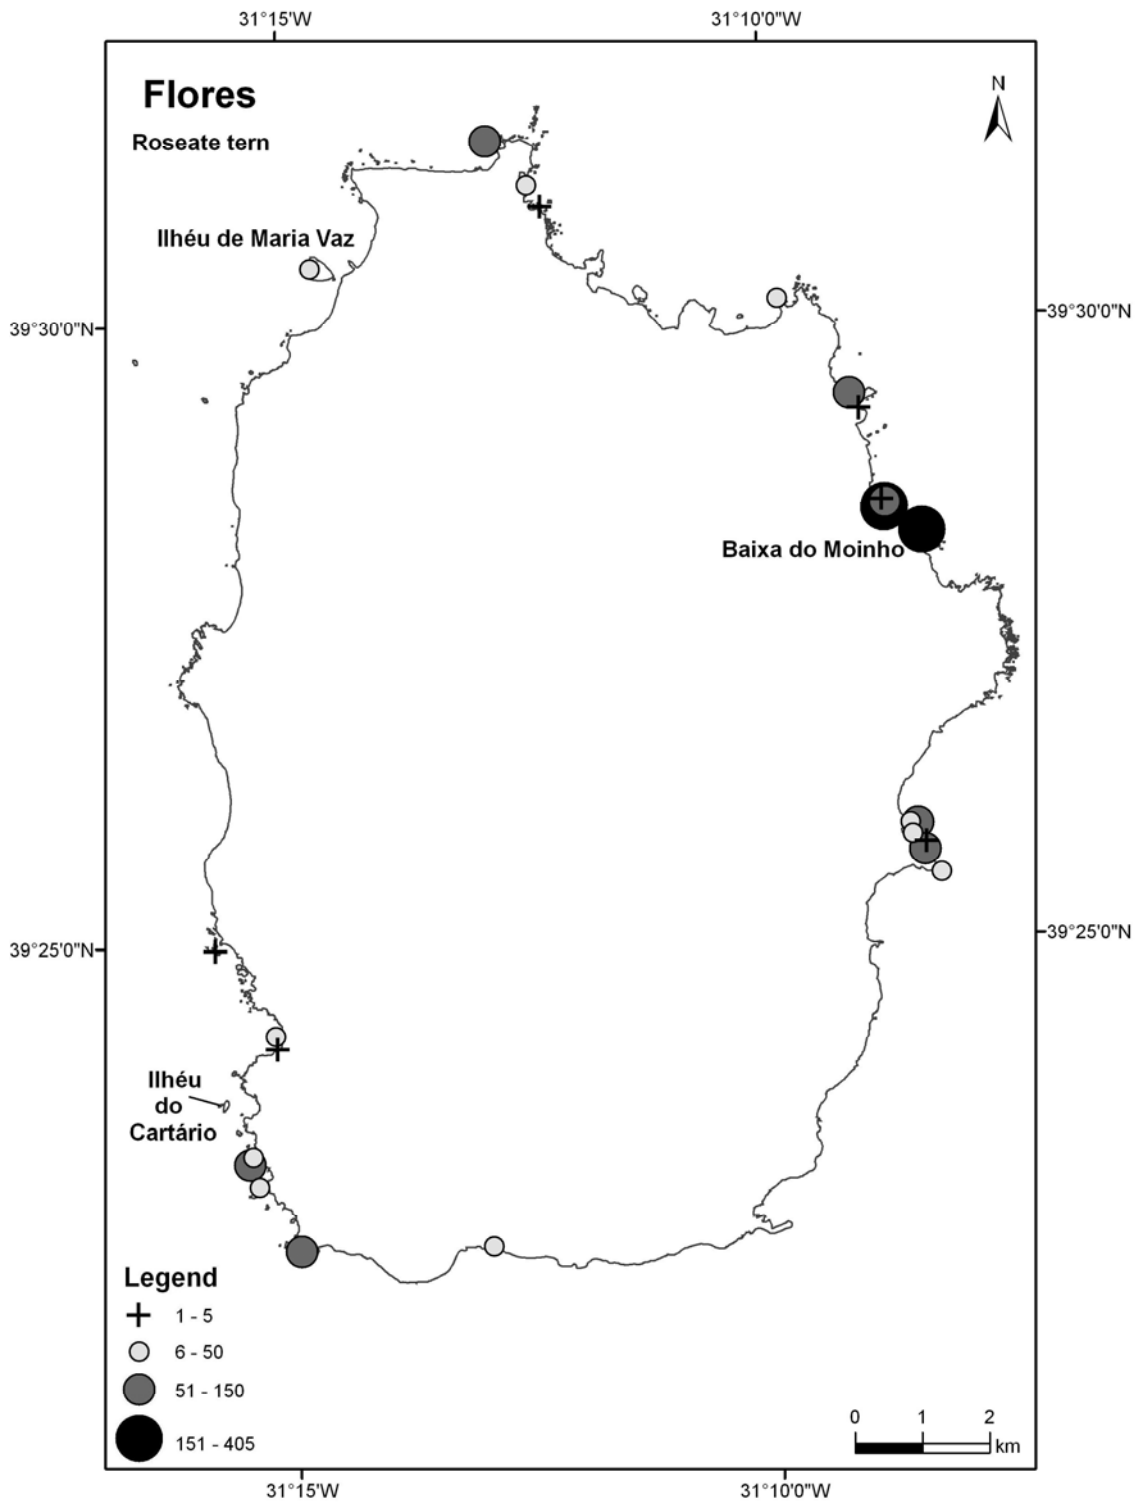 31°15'W
31°10'0"W
Flores
N
Roseate tern
Ilhéu de Maria Vaz
39°30'0"N
39°30'0"N
Baixa do Moinho
39°25'0"N
39°25'0"N
Ilhéu
do
Cartário
Legend
1 - 5
6 - 50
51 - 150
151 - 405
0 1 2
km
31°15'W
31°10'0"W